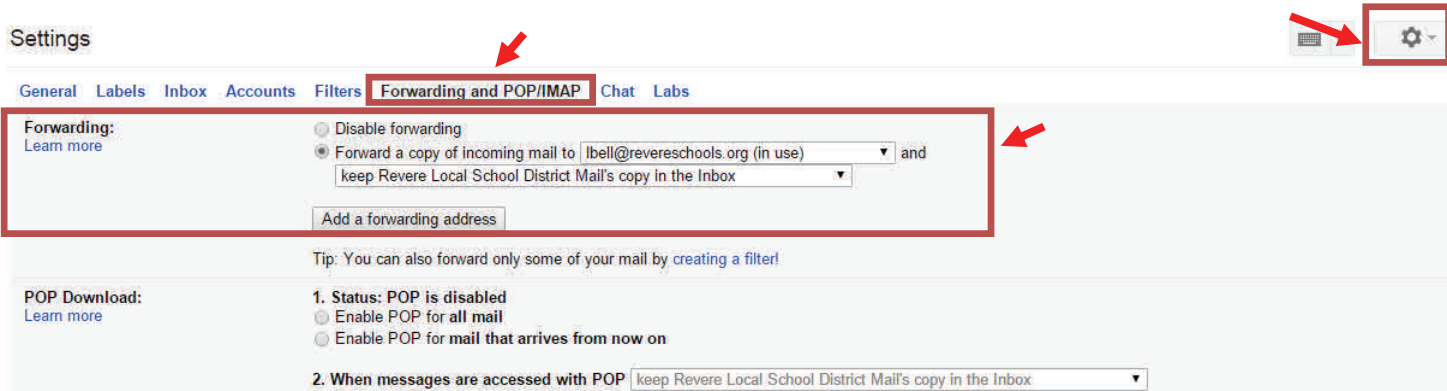 Settings
General Labels Inbox Accounts Filters Forwarding and POP/IMAP Chat Labs
Forwarding: Disable forwarding
Learn more
Forward a copy of incoming mail to lbell@revereschools.org (in use) and
keep Revere Local School District Mail's copy in the Inbox
Add a forwarding address
Tip: You can also forward only some of your mail by creating a filter!
POP Download: 1. Status: POP is disabled
Learn more Enable POP for all mail
Enable POP for mail that arrives from now on
2. When messages are accessed with POP keep Revere Local School District Mail's copy in the Inbox